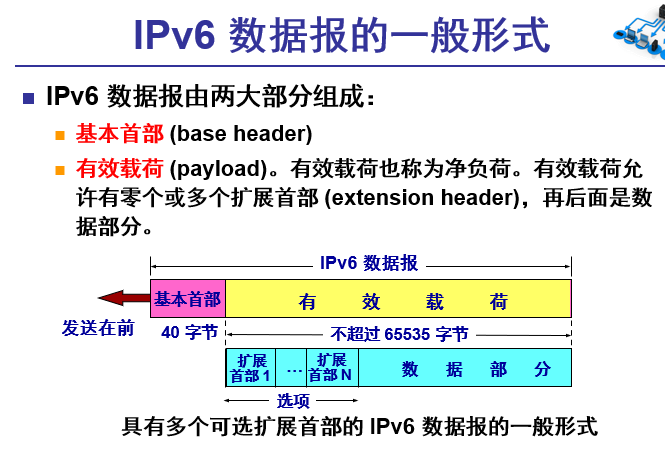 IPv6 数据报的一般形式
IPv6 数据报由两大部分组成：
基本首部 (base header)
有效载荷 (payload)。有效载荷也称为净负荷。有效载荷允
许有零个或多个扩展首部 (extension header)，再后面是数
据部分。
IPv6 数据报
基本首部 有 效 载 荷
发送在前 40 字节 不超过 65535 字节
扩展
首部 1
…
扩展
首部 N
数 据 部 分
选项
具有多个可选扩展首部的 IPv6 数据报的一般形式